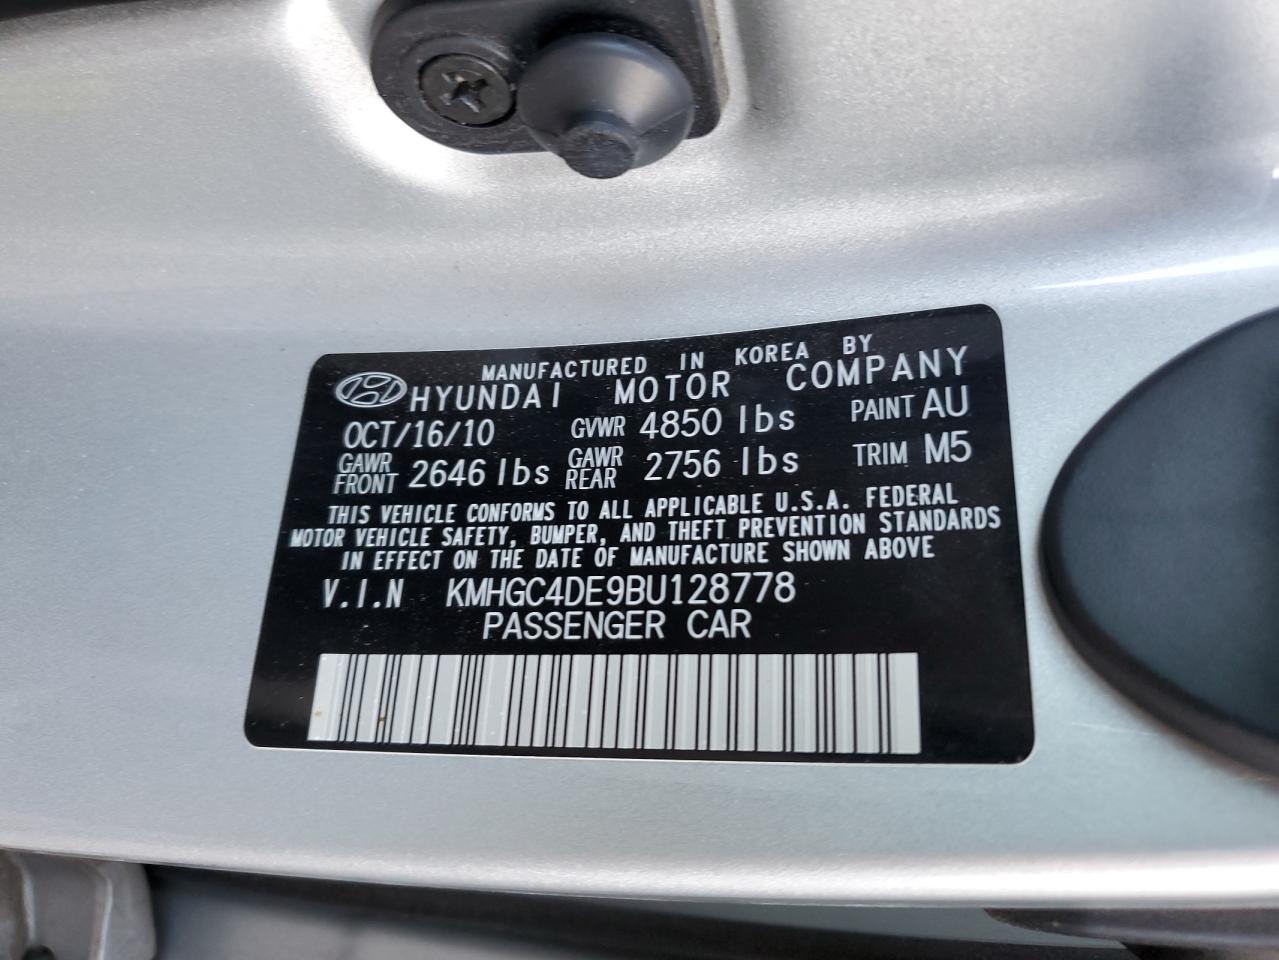 MANUFACTURED IN KOREA BY
HYUNDAI MOTOR COMPANY
OCT/16/10 GVWR 4850 lbs PAINT AU
GAWR FRONT 2646 lbs GAWR REAR 2756 lbs TRIM M5
THIS VEHICLE CONFORMS TO ALL APPLICABLE U.S.A. FEDERAL
MOTOR VEHICLE SAFETY, BUMPER, AND THEFT PREVENTION STANDARDS
IN EFFECT ON THE DATE OF MANUFACTURE SHOWN ABOVE
V.I.N KMHGC4DE9BU128778
PASSENGER CAR